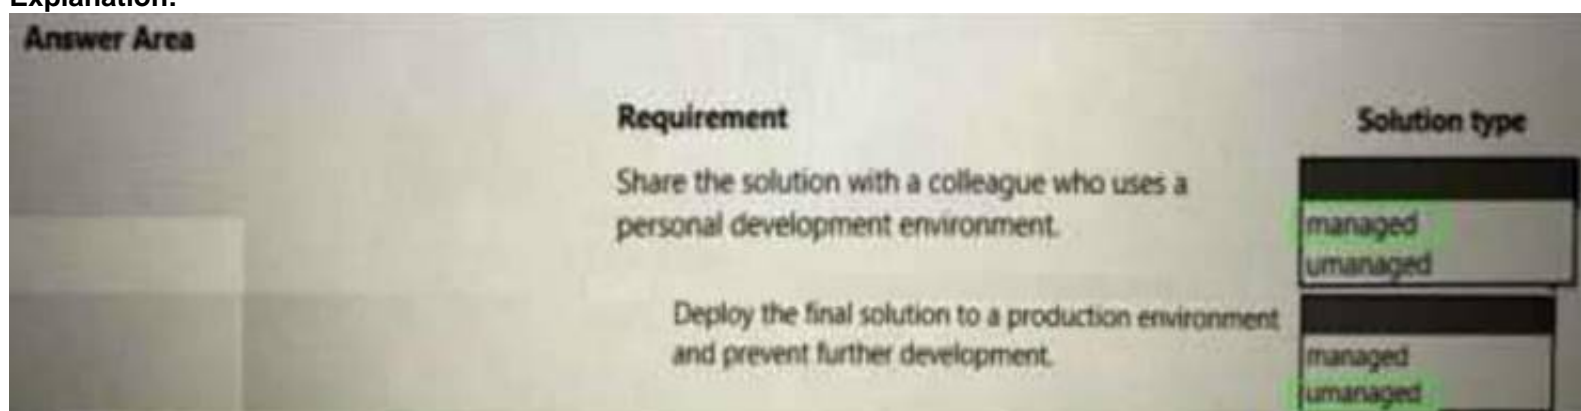 Explanation:
Answer Area
Requirement
Solution type
Share the solution with a colleague who uses a
personal development environment.
managed
umanaged
Deploy the final solution to a production environment
and prevent further development.
managed
umanaged